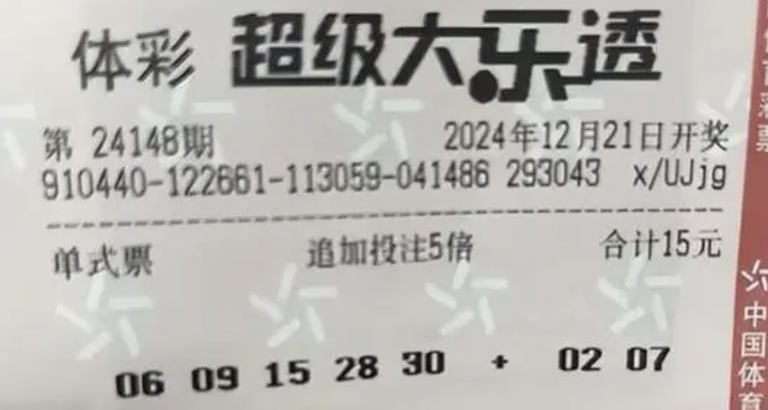 体彩 超级大乐透
第 24148期 2024年12月21日开奖
910440-122661-113059-041486 293043 x/UJjg
单式票 追加投注5倍 合计15元
06 09 15 28 30 + 02 07
中国体育